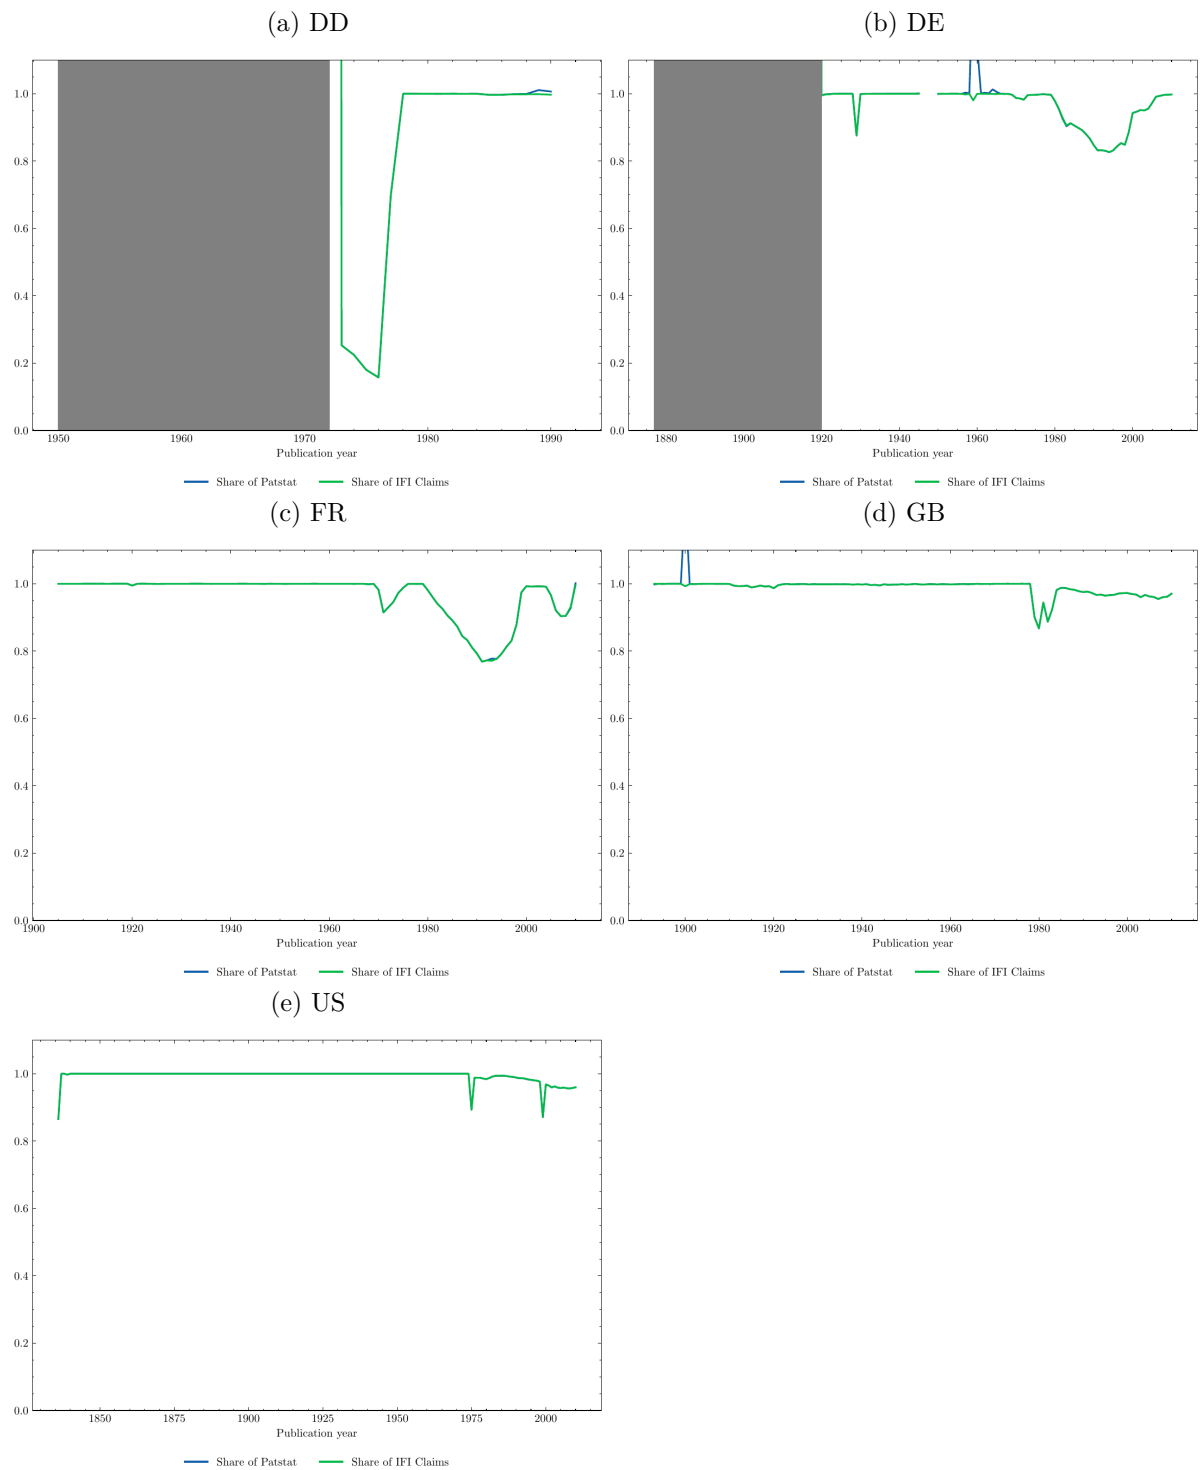 (a) DD
1.0
0.8
0.6
0.4
0.2
0.0
1950 1960 1970 1980 1990
Publication year
Share of Patstat Share of IFI Claims
(b) DE
1.0
0.8
0.6
0.4
0.2
0.0
1880 1900 1920 1940 1960 1980 2000
Publication year
Share of Patstat Share of IFI Claims
(c) FR
1.0
0.8
0.6
0.4
0.2
0.0
1900 1920 1940 1960 1980 2000
Publication year
Share of Patstat Share of IFI Claims
(d) GB
1.0
0.8
0.6
0.4
0.2
0.0
1900 1920 1940 1960 1980 2000
Publication year
Share of Patstat Share of IFI Claims
(e) US
1.0
0.8
0.6
0.4
0.2
0.0
1850 1875 1900 1925 1950 1975 2000
Publication year
Share of Patstat Share of IFI Claims